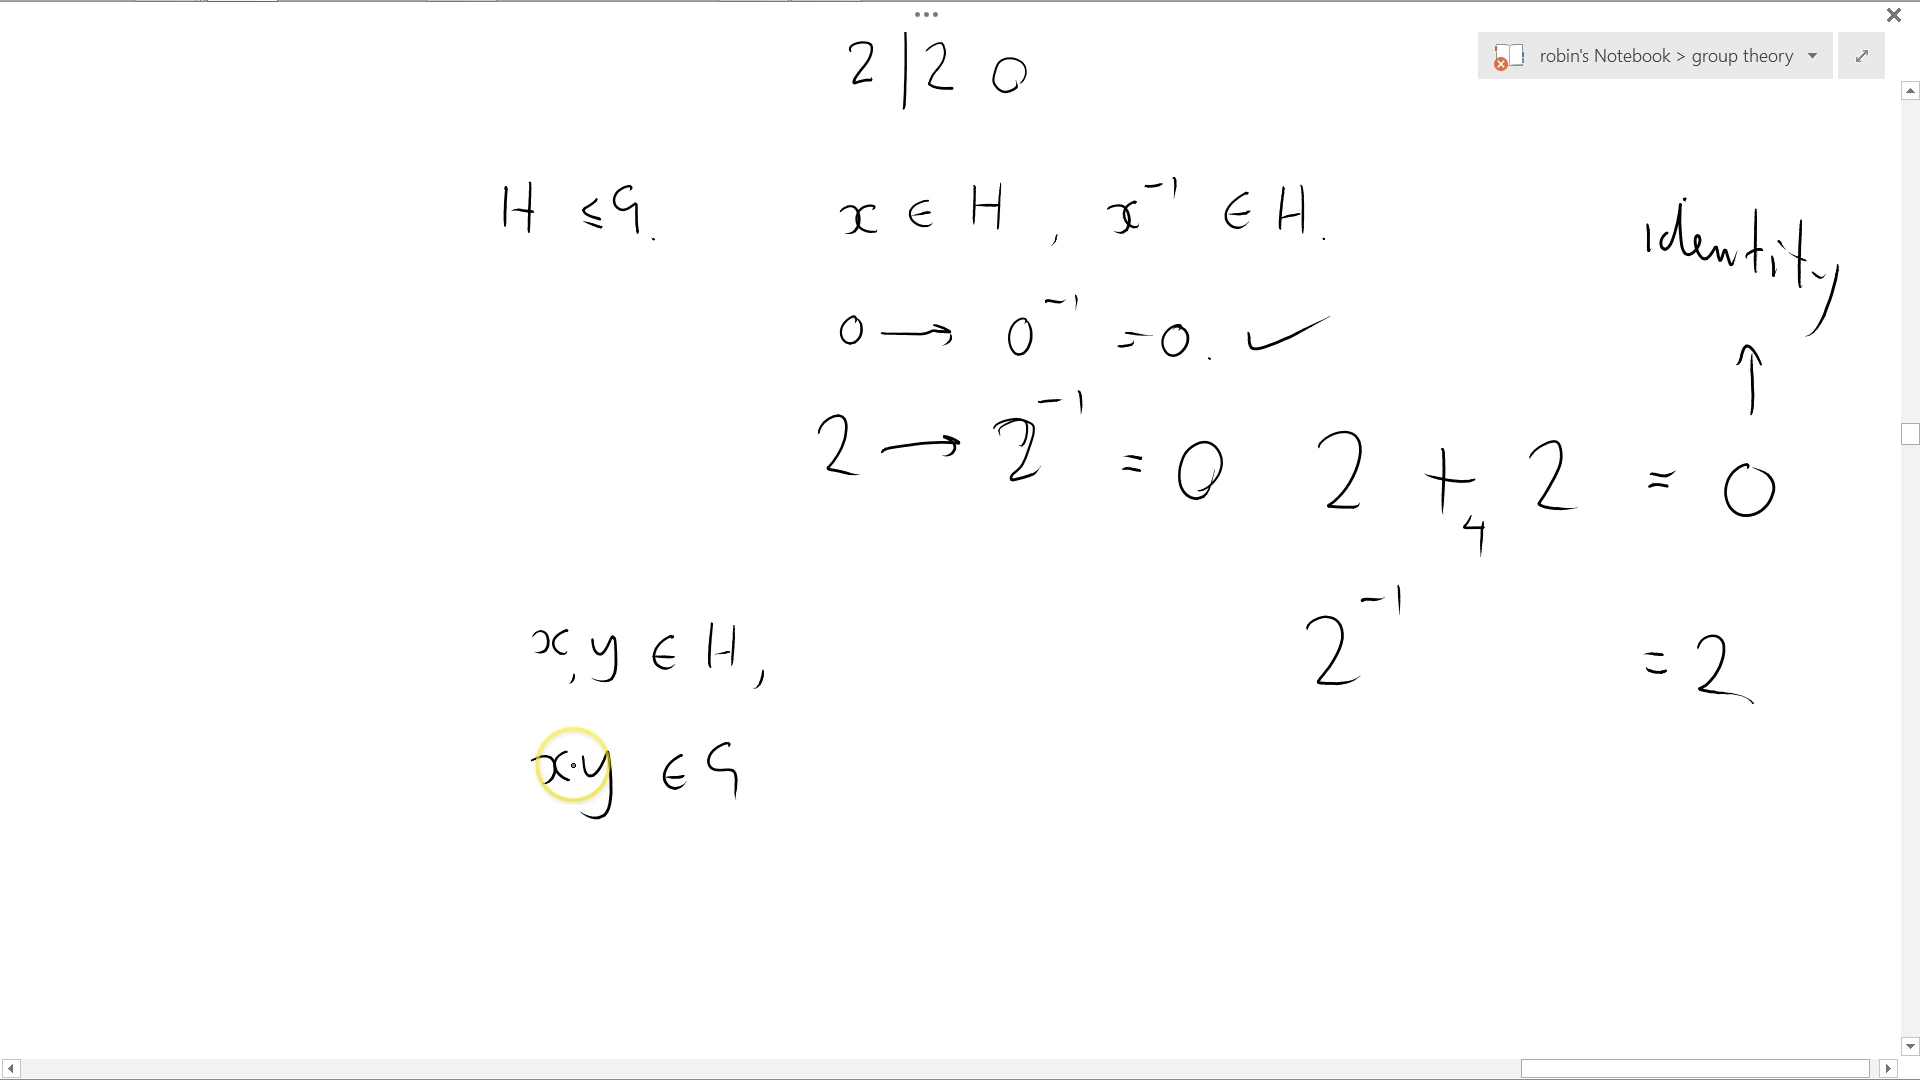 robin's Notebook > group theory
2 | 2 0
H ≤ G. x ∈ H, x⁻¹ ∈ H.
identity
0 → 0⁻¹ = 0. ✓
↑
2 → 2⁻¹ = 0 2 +₄ 2 = 0
2⁻¹ = 2
x, y ∈ H,
x·y ∈ G